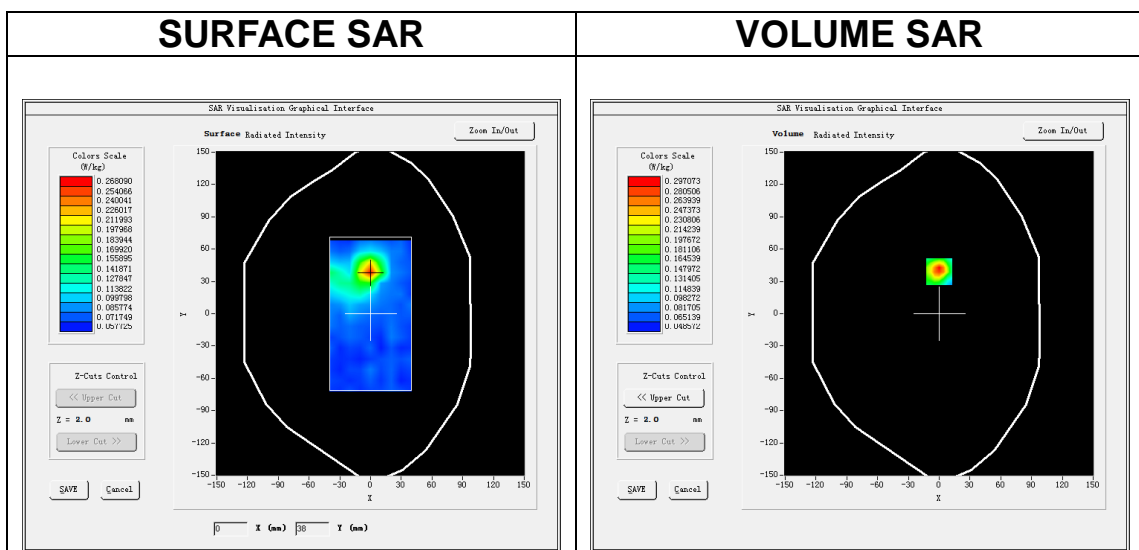 SURFACE SAR
VOLUME SAR
SAR Visualisation Graphical Interface
Surface Radiated Intensity
Zoom In/Out
Colors Scale
(W/kg)
0.268090
0.254066
0.240041
0.226017
0.211993
0.197968
0.183944
0.169920
0.155895
0.141871
0.127847
0.113822
0.099798
0.085774
0.071749
0.057725
Z-Cuts Control
<< Upper Cut
Z = 2.0 mm
Lower Cut >>
SAVE
Cancel
150
120
90
60
30
0
-30
-60
-90
-120
-150
Y
-150 -120 -90 -60 -30 0 30 60 90 120 150
X
0 X (mm) 38 Y (mm)
SAR Visualisation Graphical Interface
Volume Radiated Intensity
Zoom In/Out
Colors Scale
(W/kg)
0.297073
0.280506
0.263939
0.247373
0.230806
0.214239
0.197672
0.181106
0.164539
0.147972
0.131405
0.114839
0.098272
0.081705
0.065139
0.048572
Z-Cuts Control
<< Upper Cut
Z = 2.0 mm
Lower Cut >>
SAVE
Cancel
150
120
90
60
30
0
-30
-60
-90
-120
-150
Y
-150 -120 -90 -60 -30 0 30 60 90 120 150
X